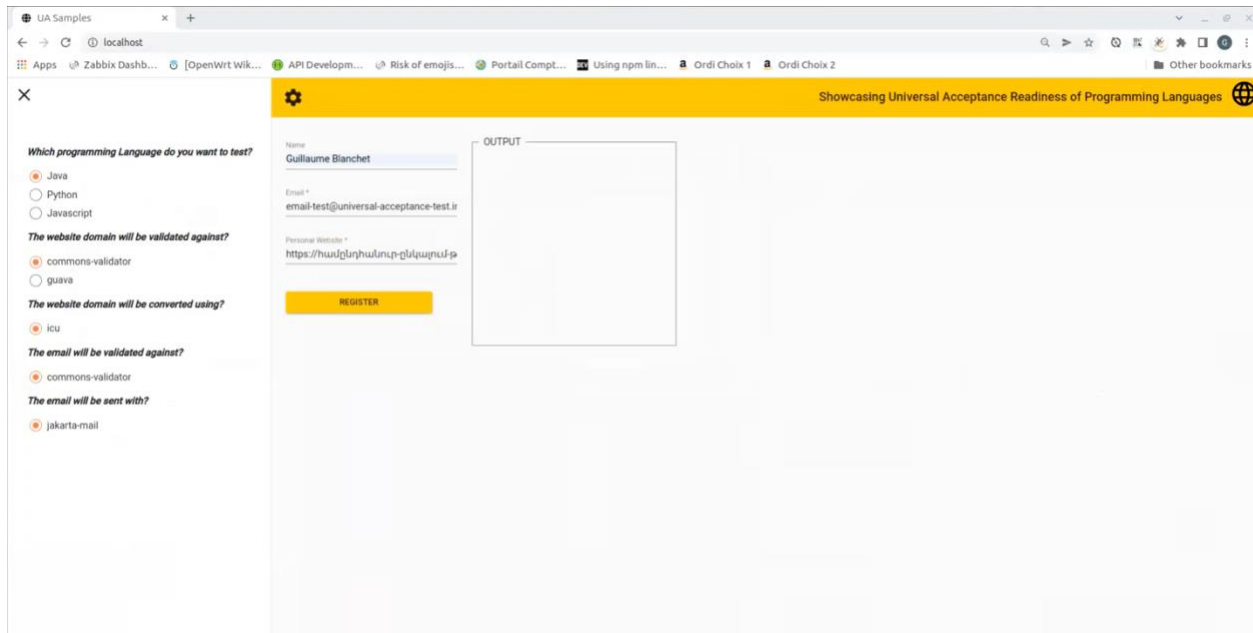 UA Samples
localhost
Apps Zabbix Dashb... [OpenWrt Wik... API Developm... Risk of emojis... Portail Compt... Using npm lin... Ordi Choix 1 Ordi Choix 2 Other bookmarks
Showcasing Universal Acceptance Readiness of Programming Languages
Which programming Language do you want to test?
Java
Python
Javascript
The website domain will be validated against?
commons-validator
guava
The website domain will be converted using?
icu
The email will be validated against?
commons-validator
The email will be sent with?
jakarta-mail
Name
Guillaume Blanchet
Email *
email-test@universal-acceptance-test.ir
Personal Website *
https://համընդհանուր-ընկալում-թ
REGISTER
OUTPUT